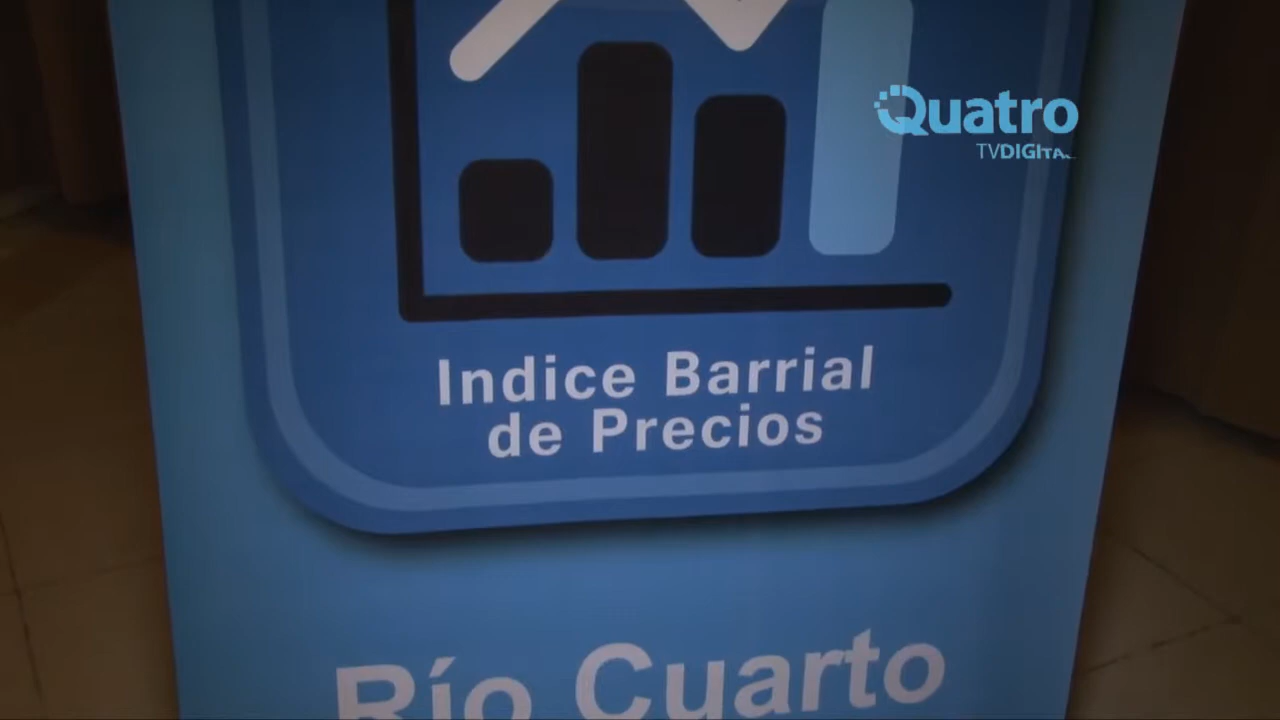 Quatro
TVDIGITAL
Indice Barrial
de Precios
Río Cuarto